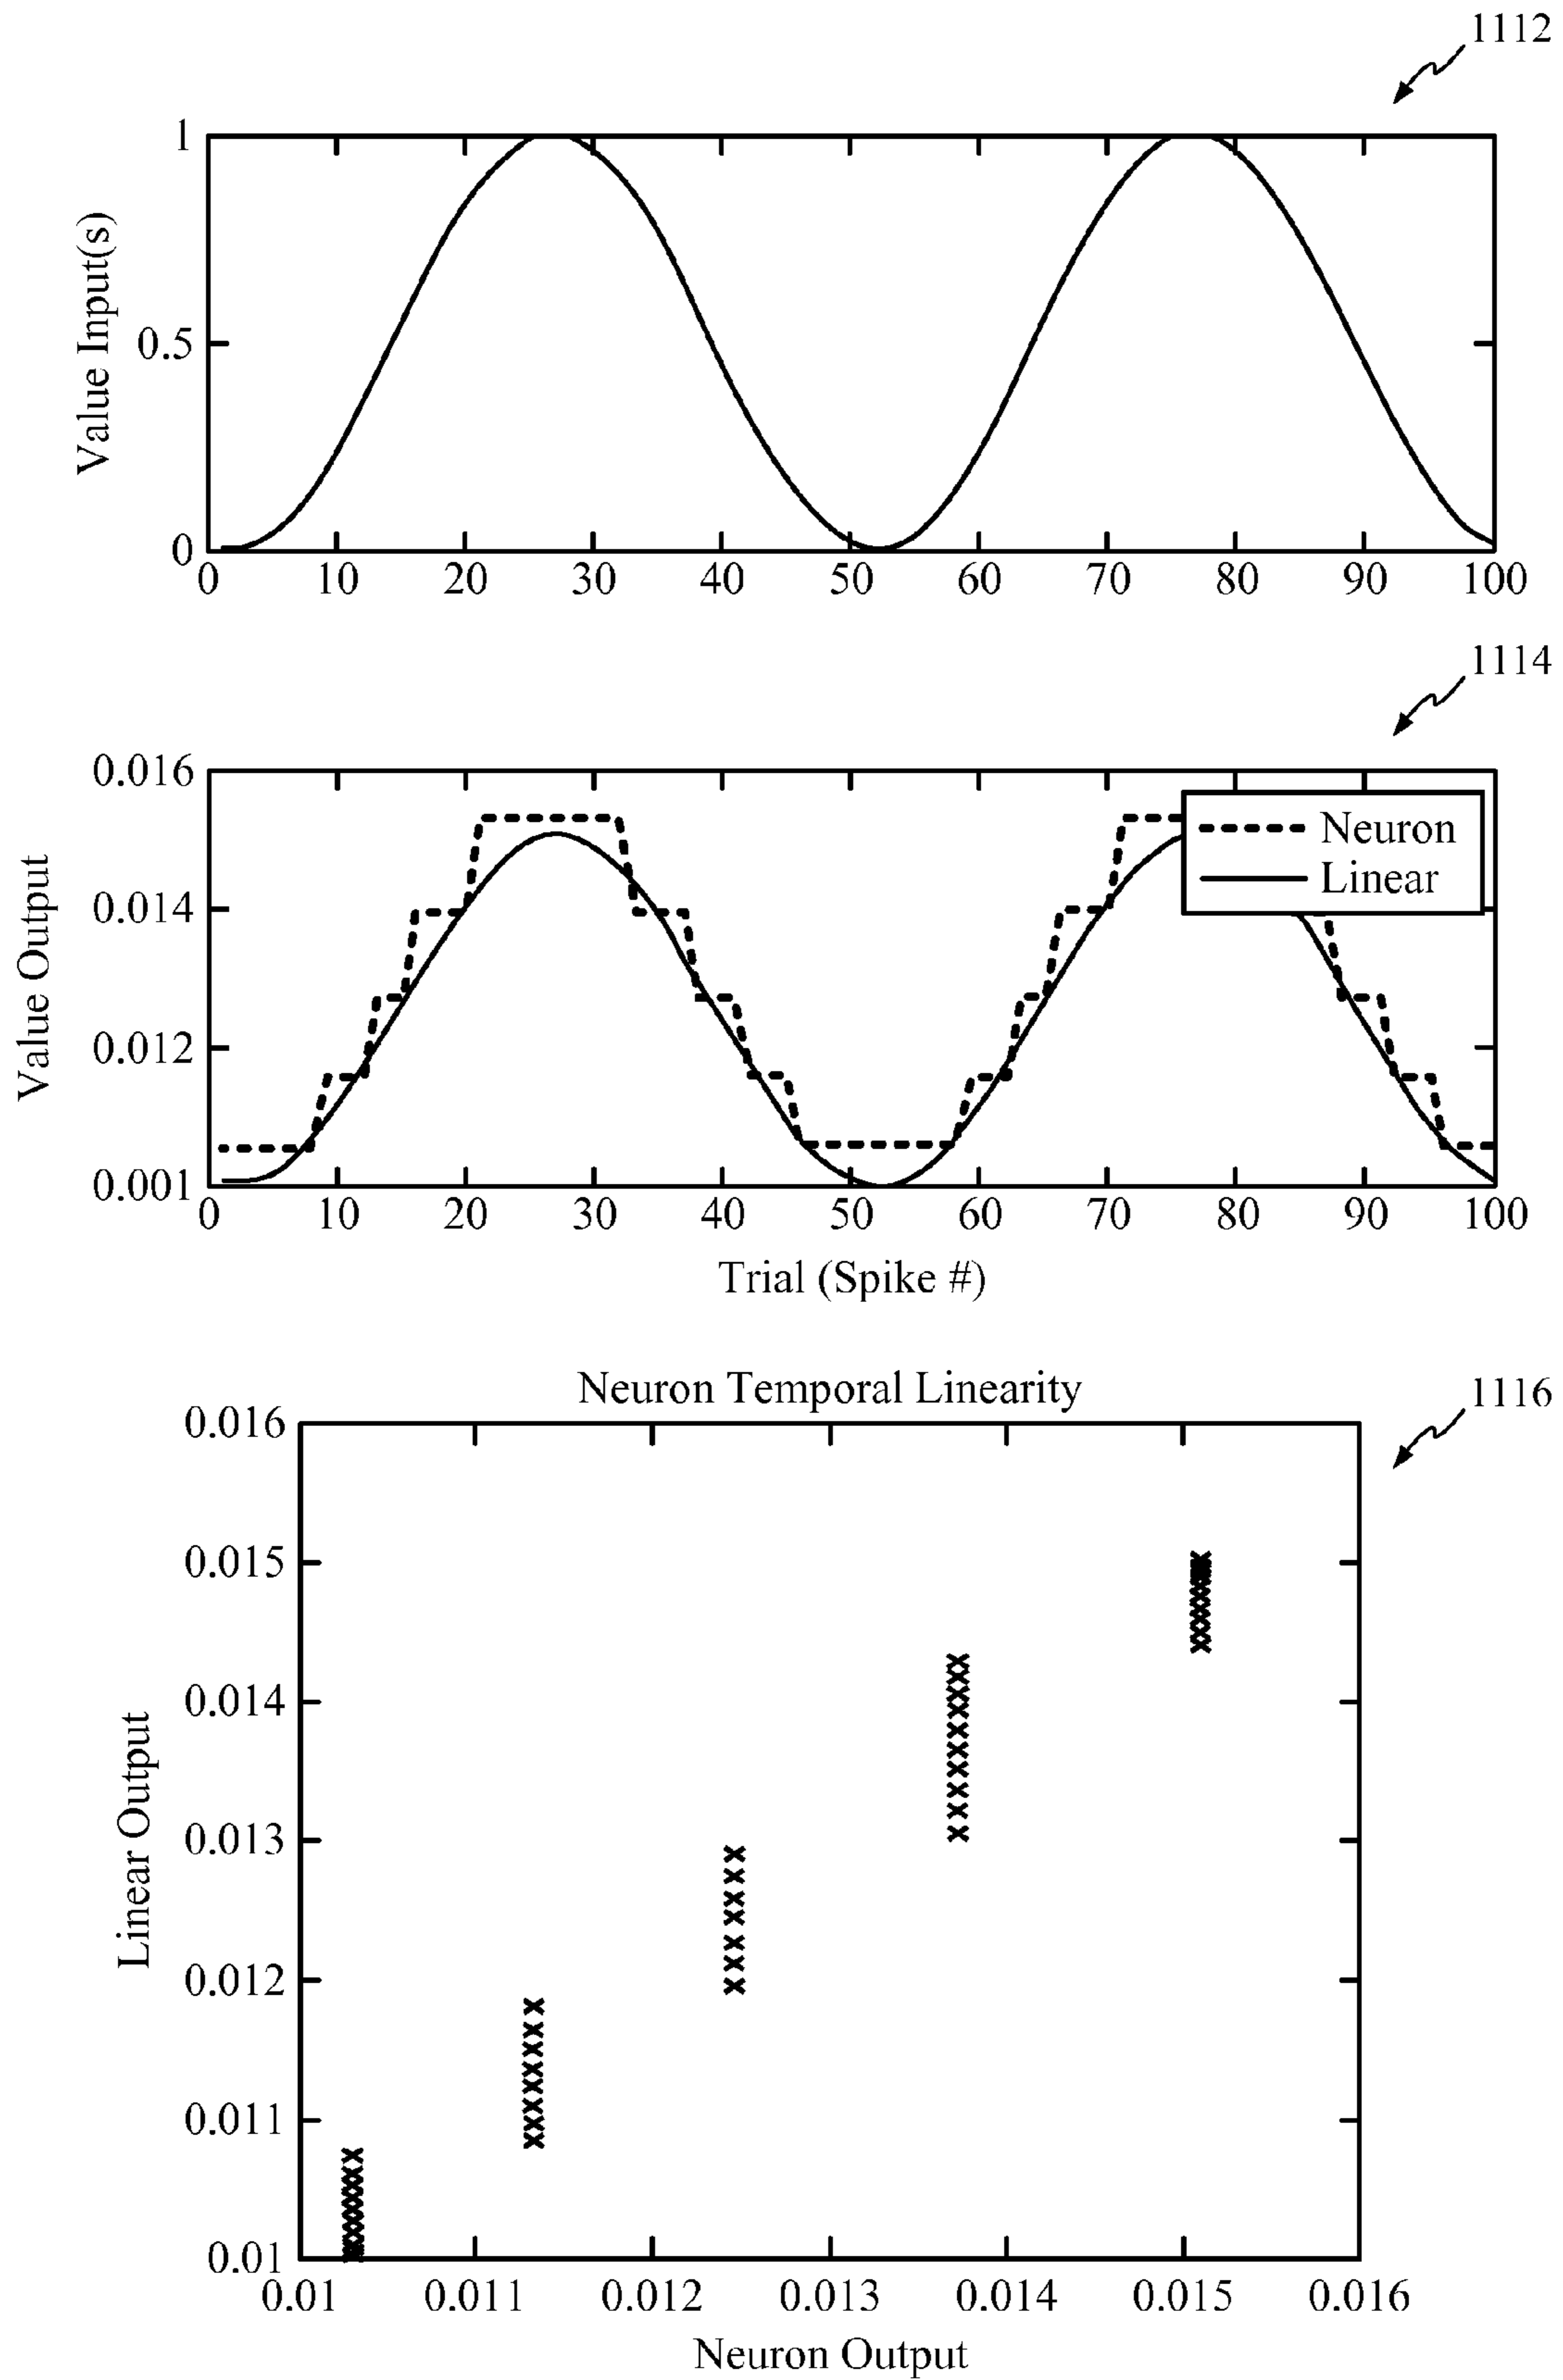 1112
Value Input(s)
1
0.5
0
0 10 20 30 40 50 60 70 80 90 100
1114
Value Output
0.016
0.014
0.012
0.001
Neuron
Linear
0 10 20 30 40 50 60 70 80 90 100
Trial (Spike #)
Neuron Temporal Linearity
1116
Linear Output
0.016
0.015
0.014
0.013
0.012
0.011
0.01
0.01 0.011 0.012 0.013 0.014 0.015 0.016
Neuron Output